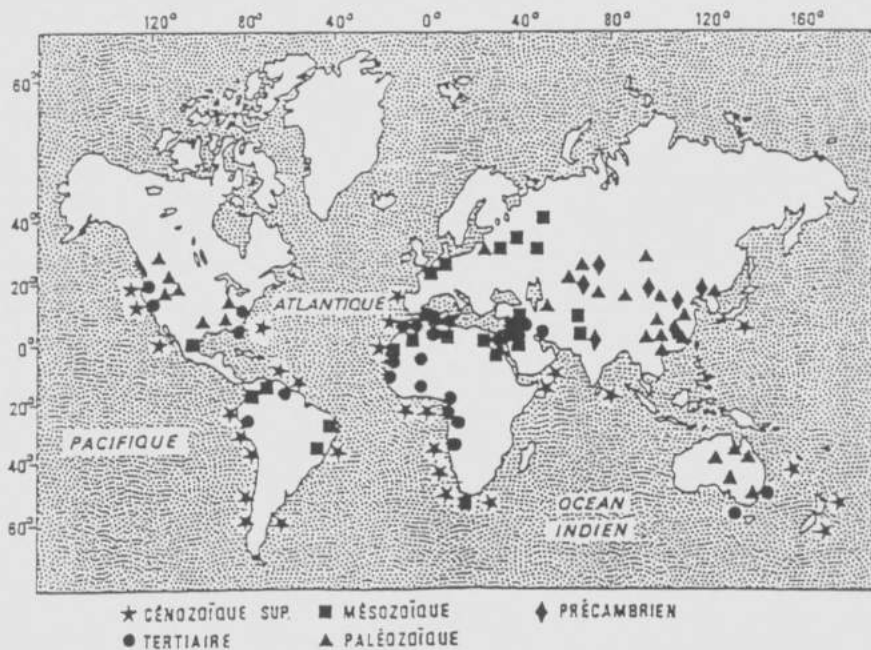 120° 80° 40° 0° 40° 80° 120° 160°
60°
40°
20°
0°
20°
40°
60°
ATLANTIQUE
PACIFIQUE
OCEAN
INDIEN
★ CÉNOZOÏQUE SUP. ■ MÉSOZOÏQUE ♦ PRÉCAMBRIEN
● TERTIAIRE ▲ PALÉOZOÏQUE